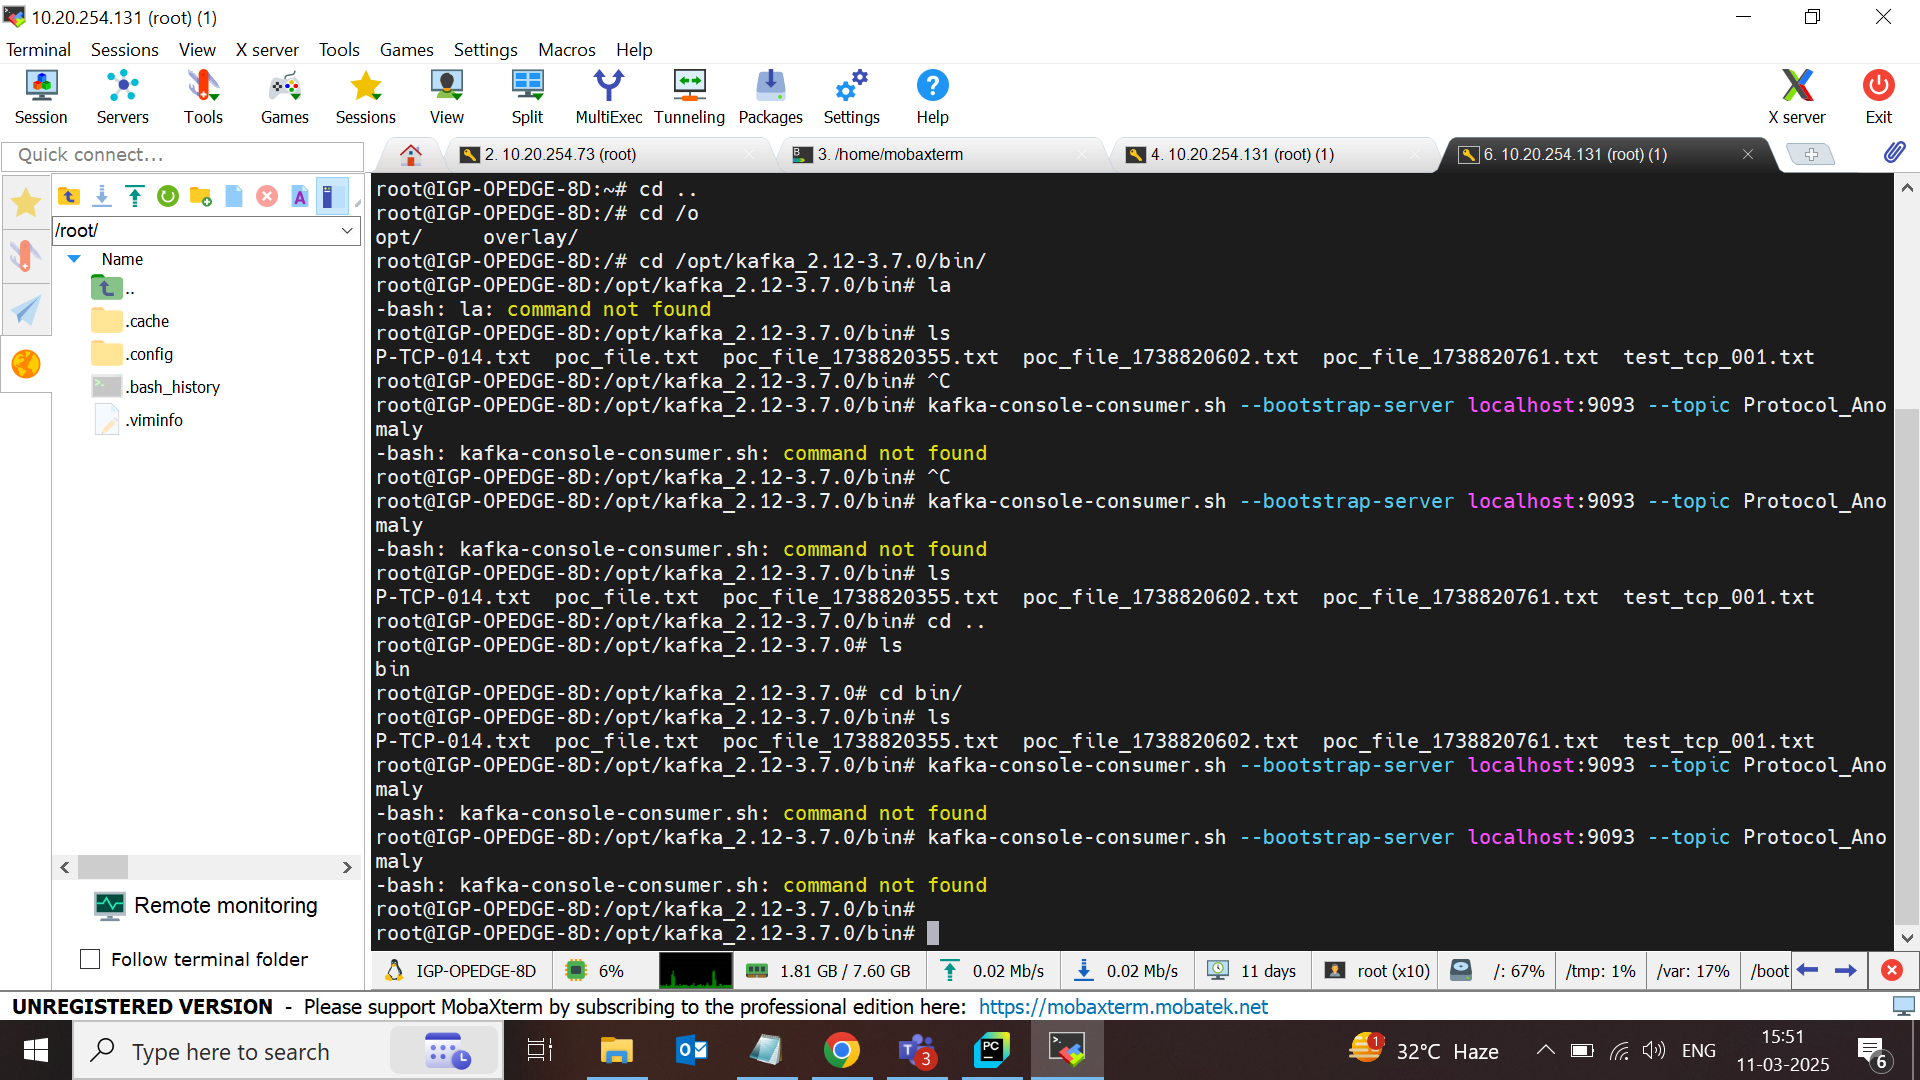 10.20.254.131 (root) (1)
Terminal Sessions View X server Tools Games Settings Macros Help
Session Servers Tools Games Sessions View Split MultiExec Tunneling Packages Settings Help X server Exit
Quick connect...
2. 10.20.254.73 (root)
3. /home/mobaxterm
4. 10.20.254.131 (root) (1)
6. 10.20.254.131 (root) (1)
/root/
Name
..
.cache
.config
.bash_history
.viminfo
Remote monitoring
Follow terminal folder
root@IGP-OPEDGE-8D:~# cd ..
root@IGP-OPEDGE-8D:/# cd /o
opt/     overlay/
root@IGP-OPEDGE-8D:/# cd /opt/kafka_2.12-3.7.0/bin/
root@IGP-OPEDGE-8D:/opt/kafka_2.12-3.7.0/bin# la
-bash: la: command not found
root@IGP-OPEDGE-8D:/opt/kafka_2.12-3.7.0/bin# ls
P-TCP-014.txt  poc_file.txt  poc_file_1738820355.txt  poc_file_1738820602.txt  poc_file_1738820761.txt  test_tcp_001.txt
root@IGP-OPEDGE-8D:/opt/kafka_2.12-3.7.0/bin# ^C
root@IGP-OPEDGE-8D:/opt/kafka_2.12-3.7.0/bin# kafka-console-consumer.sh --bootstrap-server localhost:9093 --topic Protocol_Ano
maly
-bash: kafka-console-consumer.sh: command not found
root@IGP-OPEDGE-8D:/opt/kafka_2.12-3.7.0/bin# ^C
root@IGP-OPEDGE-8D:/opt/kafka_2.12-3.7.0/bin# kafka-console-consumer.sh --bootstrap-server localhost:9093 --topic Protocol_Ano
maly
-bash: kafka-console-consumer.sh: command not found
root@IGP-OPEDGE-8D:/opt/kafka_2.12-3.7.0/bin# ls
P-TCP-014.txt  poc_file.txt  poc_file_1738820355.txt  poc_file_1738820602.txt  poc_file_1738820761.txt  test_tcp_001.txt
root@IGP-OPEDGE-8D:/opt/kafka_2.12-3.7.0/bin# cd ..
root@IGP-OPEDGE-8D:/opt/kafka_2.12-3.7.0# ls
bin
root@IGP-OPEDGE-8D:/opt/kafka_2.12-3.7.0# cd bin/
root@IGP-OPEDGE-8D:/opt/kafka_2.12-3.7.0/bin# ls
P-TCP-014.txt  poc_file.txt  poc_file_1738820355.txt  poc_file_1738820602.txt  poc_file_1738820761.txt  test_tcp_001.txt
root@IGP-OPEDGE-8D:/opt/kafka_2.12-3.7.0/bin# kafka-console-consumer.sh --bootstrap-server localhost:9093 --topic Protocol_Ano
maly
-bash: kafka-console-consumer.sh: command not found
root@IGP-OPEDGE-8D:/opt/kafka_2.12-3.7.0/bin# kafka-console-consumer.sh --bootstrap-server localhost:9093 --topic Protocol_Ano
maly
-bash: kafka-console-consumer.sh: command not found
root@IGP-OPEDGE-8D:/opt/kafka_2.12-3.7.0/bin#
root@IGP-OPEDGE-8D:/opt/kafka_2.12-3.7.0/bin#
IGP-OPEDGE-8D 6% 1.81 GB / 7.60 GB 0.02 Mb/s 0.02 Mb/s 11 days root (x10) /: 67% /tmp: 1% /var: 17% /boot
UNREGISTERED VERSION - Please support MobaXterm by subscribing to the professional edition here: https://mobaxterm.mobatek.net
Type here to search
PC
3
1
32°C Haze
ENG
15:51
11-03-2025
6